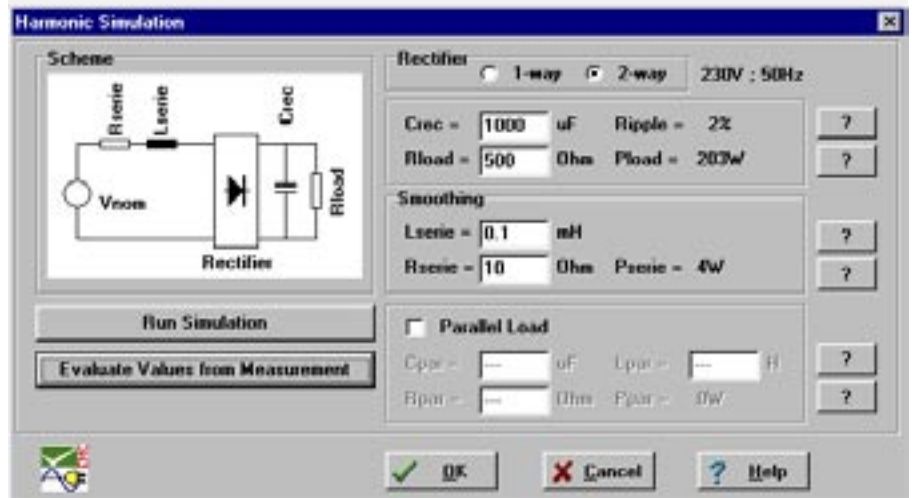 Harmonic Simulation
Scheme
Rserie
Lserie
Crec
Rload
Vnom
Rectifier
Run Simulation
Evaluate Values from Measurement
Rectifier
1-way 2-way 230V ; 50Hz
Crec = 1000 uF Ripple = 2% ?
Rload = 500 Ohm Pload = 203W ?
Smoothing
Lserie = 0.1 mH ?
Rserie = 10 Ohm Pserie = 4W ?
Parallel Load
Cpar = --- uF Lpar = --- H ?
Rpar = --- Ohm Ppar = 0W ?
OK Cancel ? Help